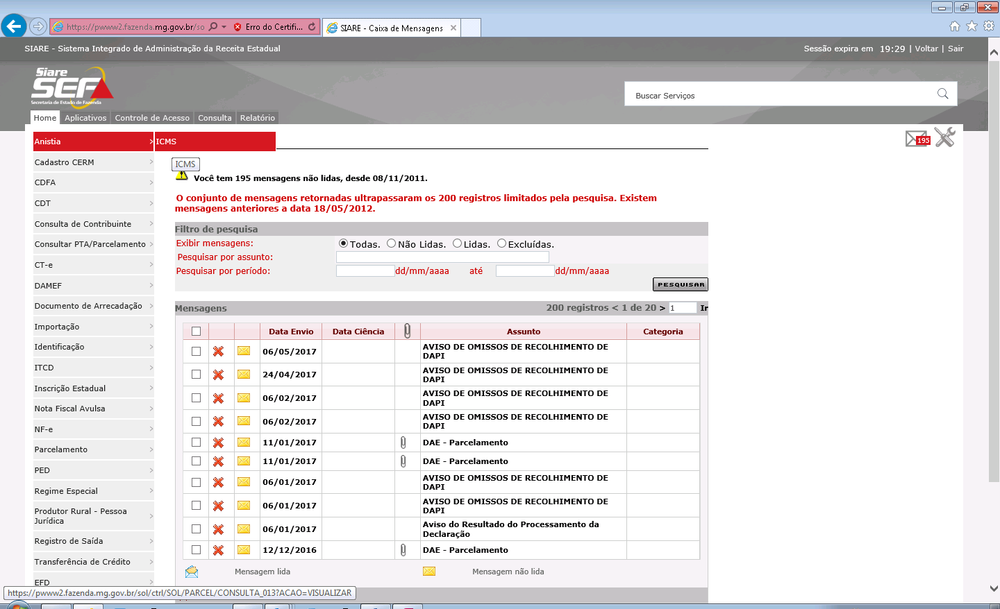 https://pwww2.fazenda.mg.gov.br/so
Erro do Certifi...
SIARE - Caixa de Mensagens
SIARE - Sistema Integrado de Administração da Receita Estadual
Sessão expira em 19:29 | Voltar | Sair
Siare
SEF
Secretaria de Estado de Fazenda
Buscar Serviços
Home Aplicativos Controle de Acesso Consulta Relatório
195
Anistia >
ICMS
Cadastro CERM >
CDFA >
CDT >
Consulta de Contribuinte >
Consultar PTA/Parcelamento >
CT-e >
DAMEF >
Documento de Arrecadação >
Importação >
Identificação >
ITCD >
Inscrição Estadual >
Nota Fiscal Avulsa >
NF-e >
Parcelamento >
PED >
Regime Especial >
Produtor Rural - Pessoa
Jurídica >
Registro de Saída >
Transferência de Crédito >
EFD >
ICMS
Você tem 195 mensagens não lidas, desde 08/11/2011.
O conjunto de mensagens retornadas ultrapassaram os 200 registros limitados pela pesquisa. Existem
mensagens anteriores a data 18/05/2012.
Filtro de pesquisa
Exibir mensagens: Todas. Não Lidas. Lidas. Excluídas.
Pesquisar por assunto:
Pesquisar por período: dd/mm/aaaa até dd/mm/aaaa
PESQUISAR
Mensagens 200 registros < 1 de 20 > 1 Ir
Data Envio Data Ciência Assunto Categoria
06/05/2017 AVISO DE OMISSOS DE RECOLHIMENTO DE
DAPI
24/04/2017 AVISO DE OMISSOS DE RECOLHIMENTO DE
DAPI
06/02/2017 AVISO DE OMISSOS DE RECOLHIMENTO DE
DAPI
06/02/2017 AVISO DE OMISSOS DE RECOLHIMENTO DE
DAPI
11/01/2017 DAE - Parcelamento
11/01/2017 DAE - Parcelamento
06/01/2017 AVISO DE OMISSOS DE RECOLHIMENTO DE
DAPI
06/01/2017 AVISO DE OMISSOS DE RECOLHIMENTO DE
DAPI
06/01/2017 Aviso do Resultado do Processamento da
Declaração
12/12/2016 DAE - Parcelamento
Mensagem lida Mensagem não lida
https://pwww2.fazenda.mg.gov.br/sol/ctrl/SOL/PARCEL/CONSULTA_013?ACAO=VISUALIZAR